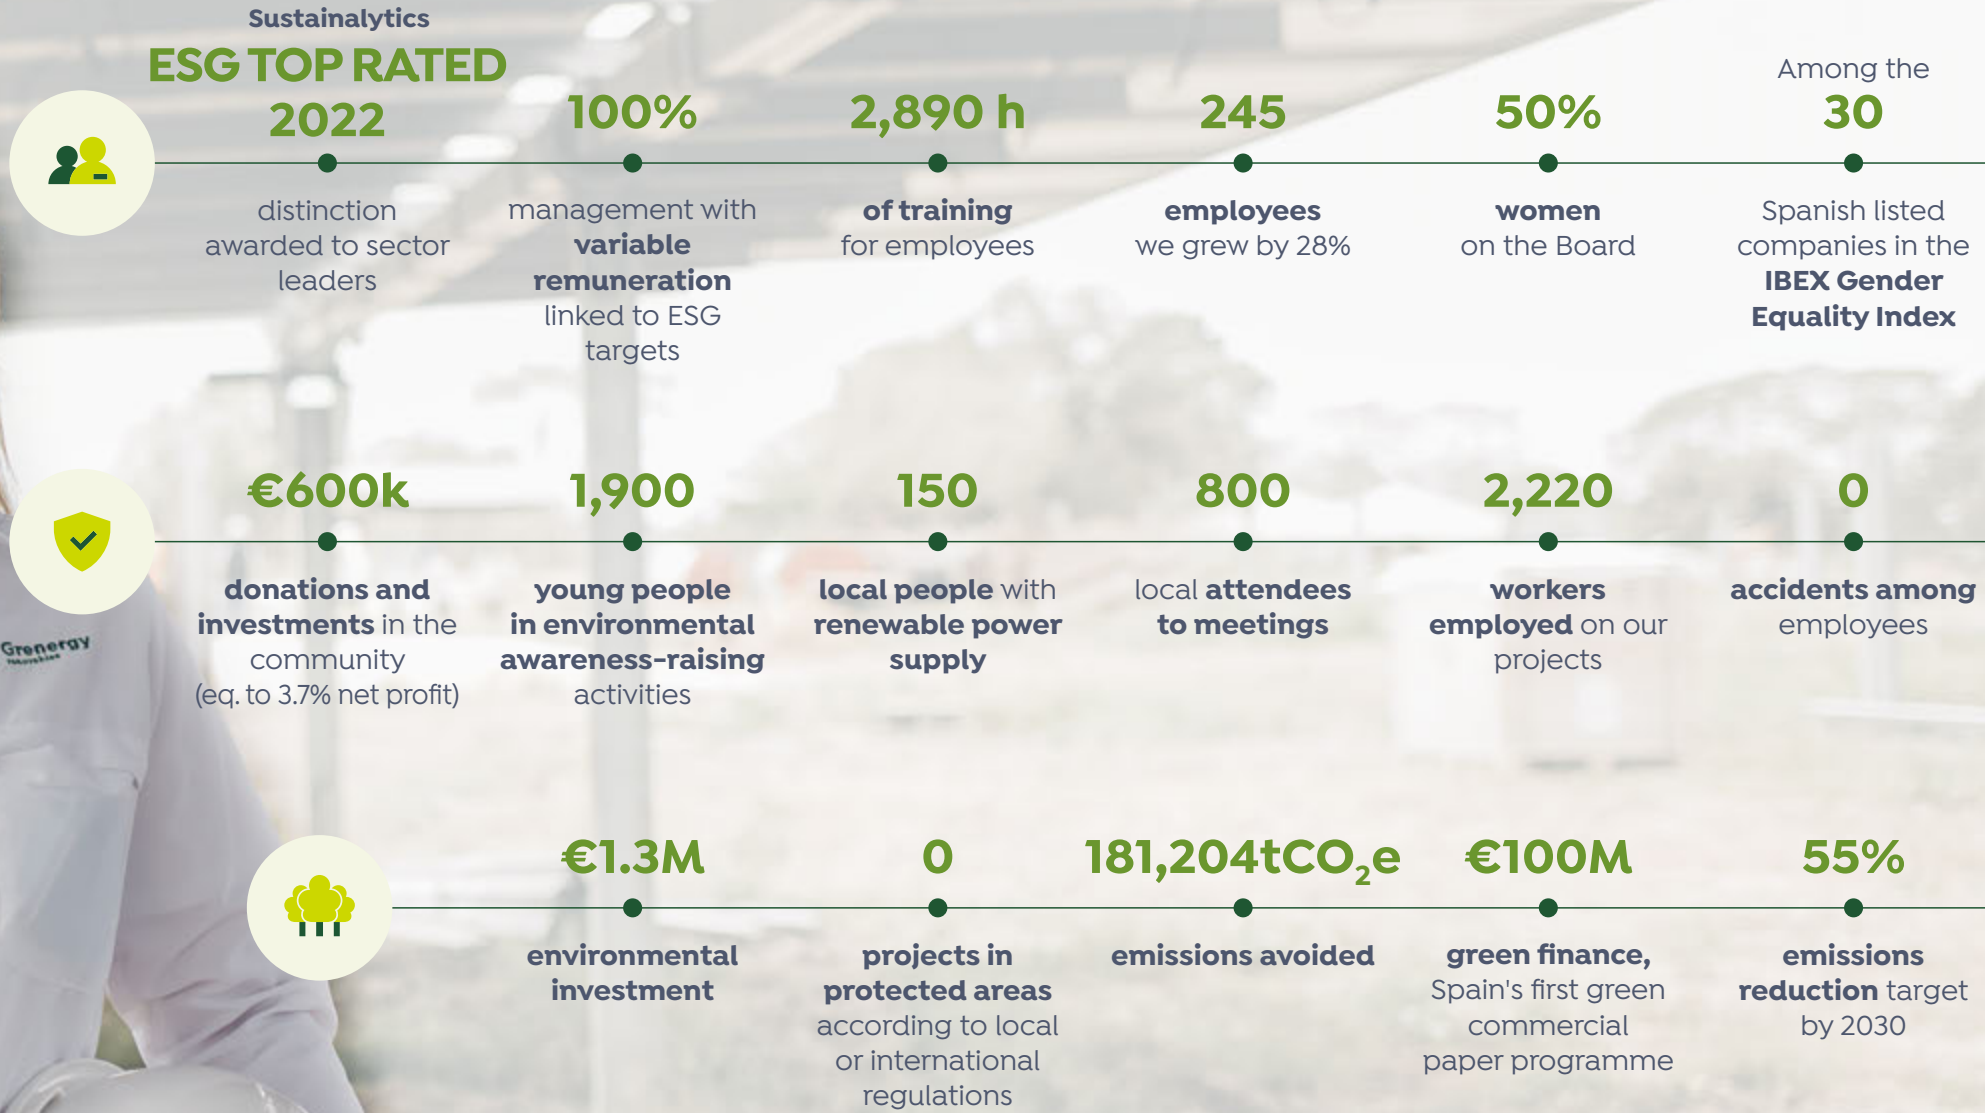 Sustainalytics
ESG TOP RATED
2022
distinction
awarded to sector
leaders
100%
management with
variable
remuneration
linked to ESG
targets
2,890 h
of training
for employees
245
employees
we grew by 28%
50%
women
on the Board
Among the
30
Spanish listed
companies in the
IBEX Gender
Equality Index
€600k
donations and
investments in the
community
(eq. to 3.7% net profit)
1,900
young people
in environmental
awareness-raising
activities
150
local people with
renewable power
supply
800
local attendees
to meetings
2,220
workers
employed on our
projects
0
accidents among
employees
Grenergy
€1.3M
environmental
investment
0
projects in
protected areas
according to local
or international
regulations
181,204tCO₂e
emissions avoided
€100M
green finance,
Spain's first green
commercial
paper programme
55%
emissions
reduction target
by 2030